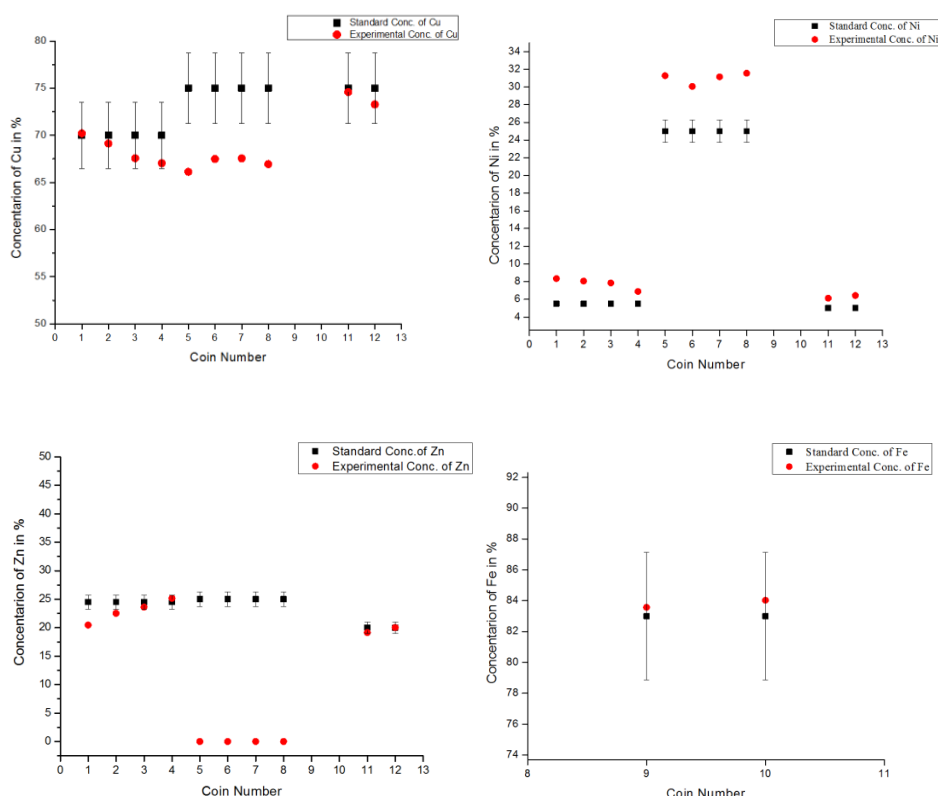 Standard Conc. of Cu
Experimental Conc. of Cu
80
75
70
65
60
55
50
0 1 2 3 4 5 6 7 8 9 10 11 12 13
Concentarion of Cu in %
Coin Number
Standard Conc. of Ni
Experimental Conc. of Ni
34
32
30
28
26
24
22
20
18
16
14
12
10
8
6
4
0 1 2 3 4 5 6 7 8 9 10 11 12 13
Concentarion of Ni in %
Coin Number
Standard Conc.of Zn
Experimental Conc. of Zn
50
45
40
35
30
25
20
15
10
5
0
0 1 2 3 4 5 6 7 8 9 10 11 12 13
Concentarion of Zn in %
Coin Number
Standard Conc. of Fe
Experimental Conc. of Fe
92
90
88
86
84
82
80
78
76
74
8 9 10 11
Concentarion of Fe in %
Coin Number